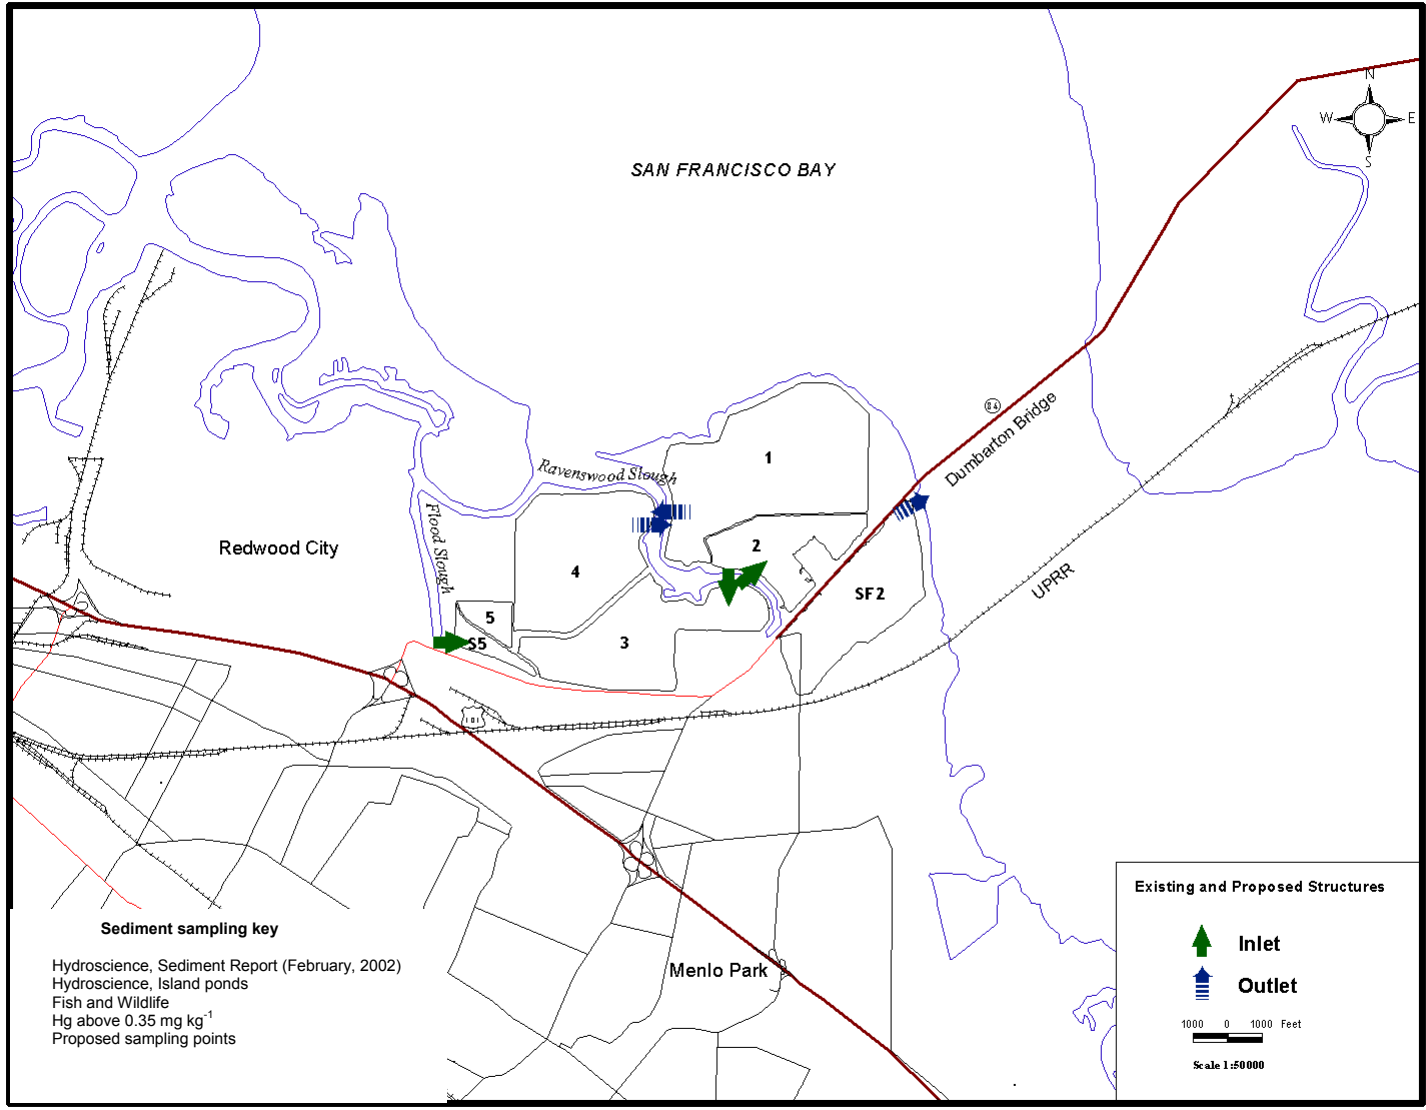 N
W E
S
SAN FRANCISCO BAY
84
Dumbarton Bridge
1
Ravenswood Slough
Flood Slough
Redwood City
2
4
SF2
UPRR
5
S5
3
101
Menlo Park
Existing and Proposed Structures
Inlet
Outlet
1000 0 1000 Feet
Scale 1:50000
Sediment sampling key
Hydroscience, Sediment Report (February, 2002)
Hydroscience, Island ponds
Fish and Wildlife
Hg above 0.35 mg kg-1
Proposed sampling points